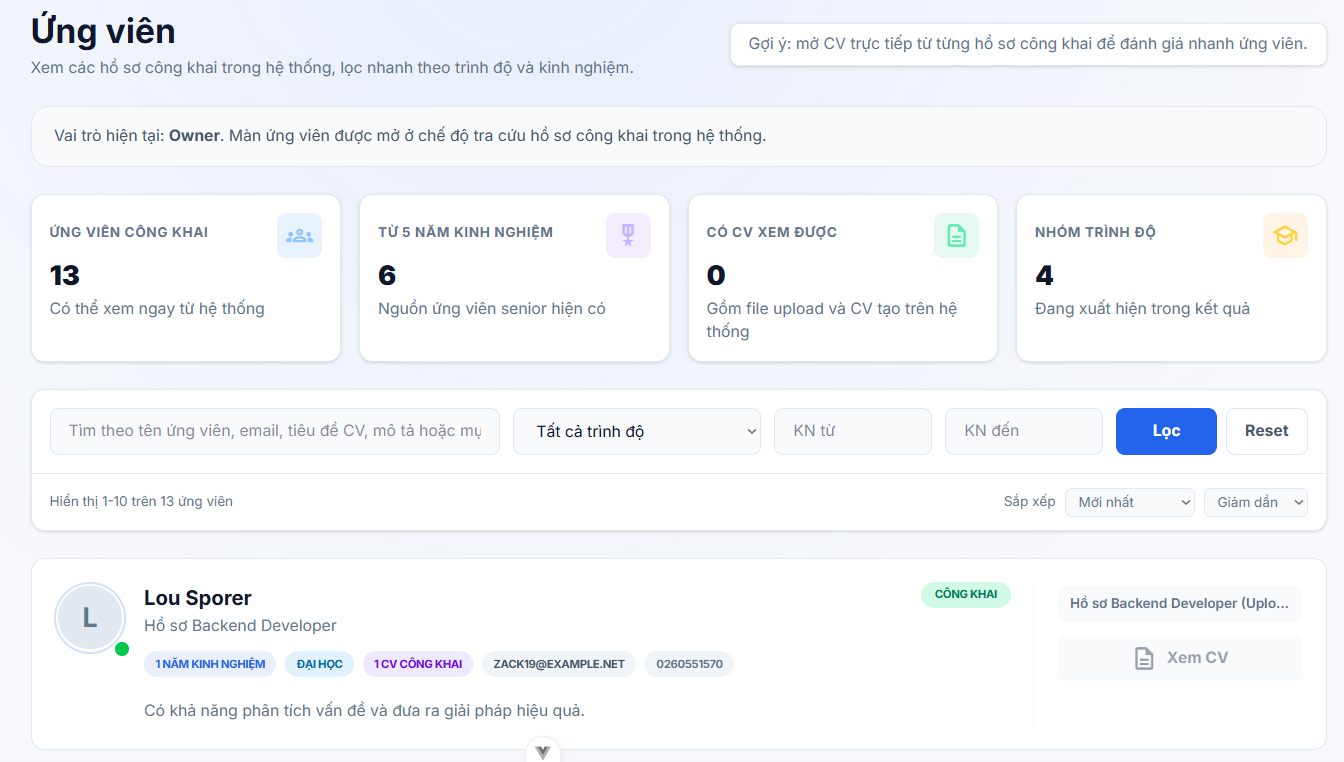 Ứng viên
Xem các hồ sơ công khai trong hệ thống, lọc nhanh theo trình độ và kinh nghiệm.
Gợi ý: mở CV trực tiếp từ từng hồ sơ công khai để đánh giá nhanh ứng viên.
Vai trò hiện tại: Owner. Màn ứng viên được mở ở chế độ tra cứu hồ sơ công khai trong hệ thống.
ỨNG VIÊN CÔNG KHAI
13
Có thể xem ngay từ hệ thống
TỪ 5 NĂM KINH NGHIỆM
6
Nguồn ứng viên senior hiện có
CÓ CV XEM ĐƯỢC
0
Gồm file upload và CV tạo trên hệ
thống
NHÓM TRÌNH ĐỘ
4
Đang xuất hiện trong kết quả
Tìm theo tên ứng viên, email, tiêu đề CV, mô tả hoặc mụ
Tất cả trình độ
KN từ
KN đến
Lọc
Reset
Hiển thị 1-10 trên 13 ứng viên
Sắp xếp
Mới nhất
Giảm dần
L
Lou Sporer
Hồ sơ Backend Developer
1 NĂM KINH NGHIỆM
ĐẠI HỌC
1 CV CÔNG KHAI
ZACK19@EXAMPLE.NET
0260551570
Có khả năng phân tích vấn đề và đưa ra giải pháp hiệu quả.
CÔNG KHAI
Hồ sơ Backend Developer (Uplo...
Xem CV